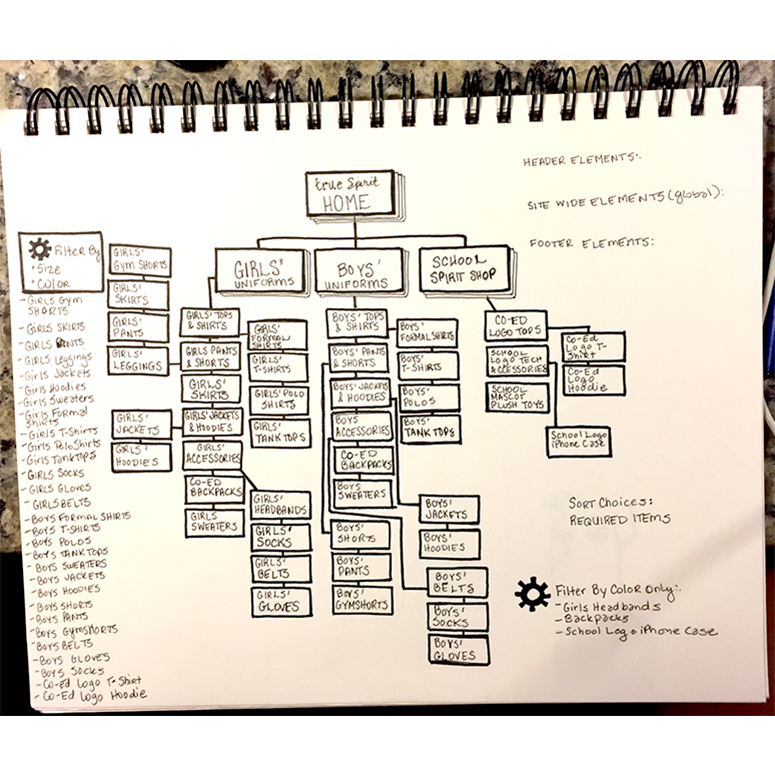 HEADER ELEMENTS:
SITE WIDE ELEMENTS (global):
FOOTER ELEMENTS:
True Spirit
HOME
GIRLS'
UNIFORMS
BOYS'
UNIFORMS
SCHOOL
SPIRIT SHOP
Filter By
•Size
•Color
- GIRLS GYM
SHORTS
- GIRLS SKIRTS
- GIRLS PANTS
- GIRLS Leggings
- Girls Jackets
- Girls Hoodies
- Girls Sweaters
- Girls Formal
Shirts
- GIRLS T-SHIRTS
- Girls Polo Shirts
- Girls Tanktops
- GIRLS SOCKS
- GIRLS GLOVES
- GIRLS BELTS
- BOYS FORMAL SHIRTS
- BOYS T-SHIRTS
- BOYS POLOS
- BOYS TANKTOPS
- BOYS SWEATERS
- BOYS JACKETS
- BOYS HOODIES
- BOYS SHORTS
- BOYS PANTS
- BOYS GYMSHORTS
- BOYS BELTS
- BOYS GLOVES
- BOYS SOCKS
- CO-ED LOGO T-SHIRT
- CO-ED LOGO Hoodie
GIRLS'
GYM SHORTS
GIRLS'
SKIRTS
GIRLS'
PANTS
GIRLS'
LEGGINGS
GIRLS'
JACKETS
GIRLS'
HOODIES
GIRLS' TOPS
& SHIRTS
GIRLS PANTS
& SHORTS
GIRLS'
SKIRTS
GIRLS' JACKETS
& HOODIES
GIRLS'
ACCESSORIES
CO-ED
BACKPACKS
GIRLS
SWEATERS
GIRLS'
FORMAL
SHIRTS
GIRLS'
T-SHIRTS
GIRLS' POLO
SHIRTS
GIRLS'
TANK TOPS
GIRLS'
HEADBANDS
GIRLS'
SOCKS
GIRLS'
BELTS
GIRLS'
GLOVES
BOYS' TOPS
& SHIRTS
BOYS' PANTS
& SHORTS
BOYS' JACKETS
& HOODIES
BOYS
ACCESSORIES
CO-ED
BACKPACKS
BOYS
SWEATERS
BOYS'
SHORTS
BOYS'
PANTS
BOYS'
GYMSHORTS
BOYS'
FORMALSHIRTS
BOYS'
T-SHIRTS
BOYS'
POLOS
BOYS'
TANK TOPS
BOYS'
JACKETS
BOYS'
HOODIES
BOYS'
BELTS
BOYS'
SOCKS
BOYS'
GLOVES
CO-ED
LOGO TOPS
SCHOOL
LOGO TECH
ACCESSORIES
SCHOOL
MASCOT
PLUSH TOYS
CO-Ed
LOGO T-
SHIRT
CO-Ed
LOGO
Hoodie
School Logo
iPhone Case
SORT CHOICES:
REQUIRED ITEMS
Filter By Color Only:
- Girls Headbands
- Backpacks
- School Logo iPhone Case